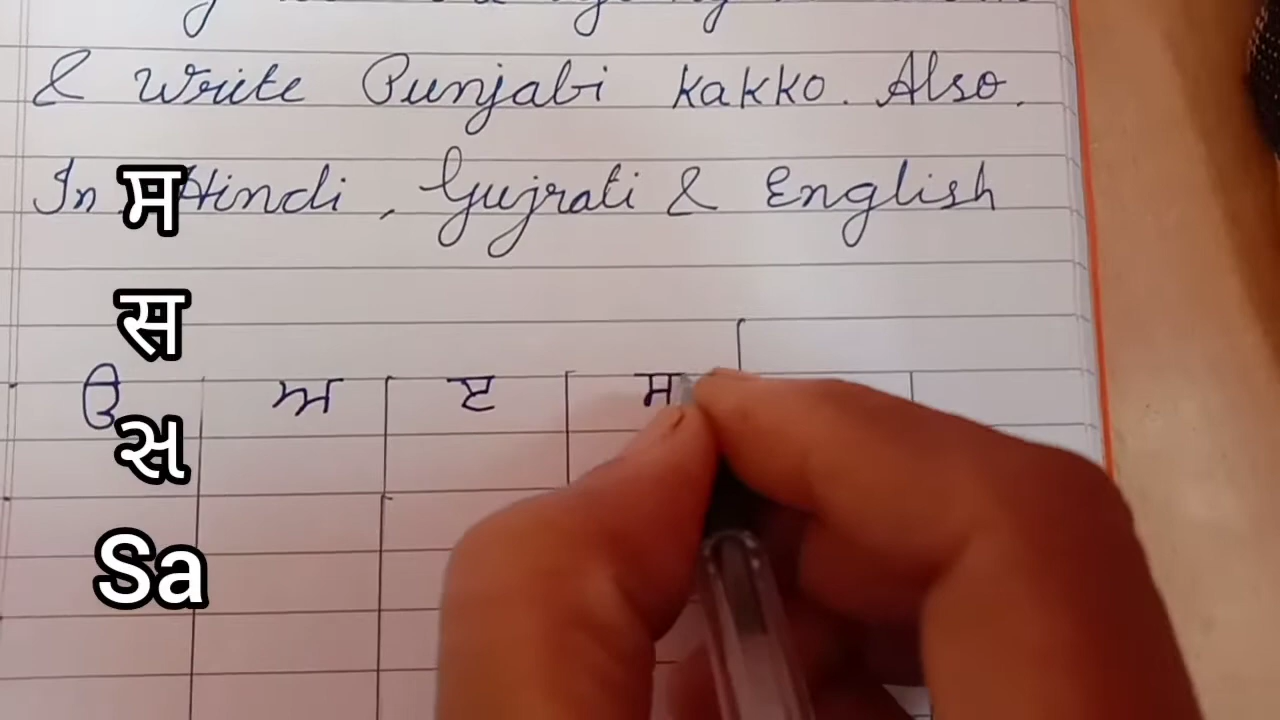 & Write Punjabi Kakko. Also.
In Hindi, Gujrati & English
ਸ
स
સ
Sa
ੳ ਅ ੲ ਸ